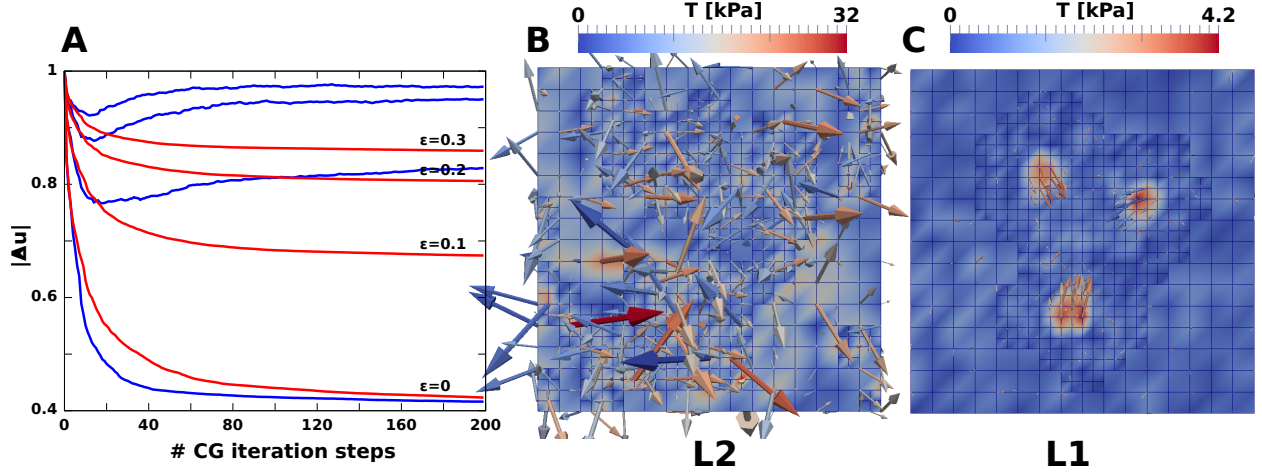 A
1
0.8
0.6
0.4
|Δu|
0
40
80
120
160
200
# CG iteration steps
ε=0.3
ε=0.2
ε=0.1
ε=0
B
0
T [kPa]
32
L2
C
0
T [kPa]
4.2
L1